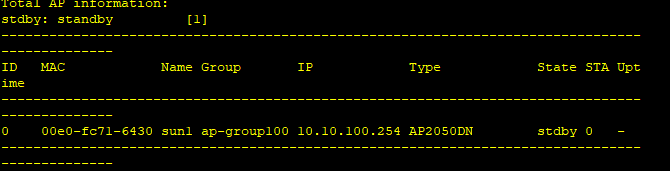 Total AP information:
stdby: standby         [1]
--------------------------------------------------------------------------------
--------------
ID   MAC            Name Group      IP            Type            State STA Upt
ime
--------------------------------------------------------------------------------
--------------
0    00e0-fc71-6430 sun1 ap-group100 10.10.100.254 AP2050DN        stdby 0   -
--------------------------------------------------------------------------------
--------------